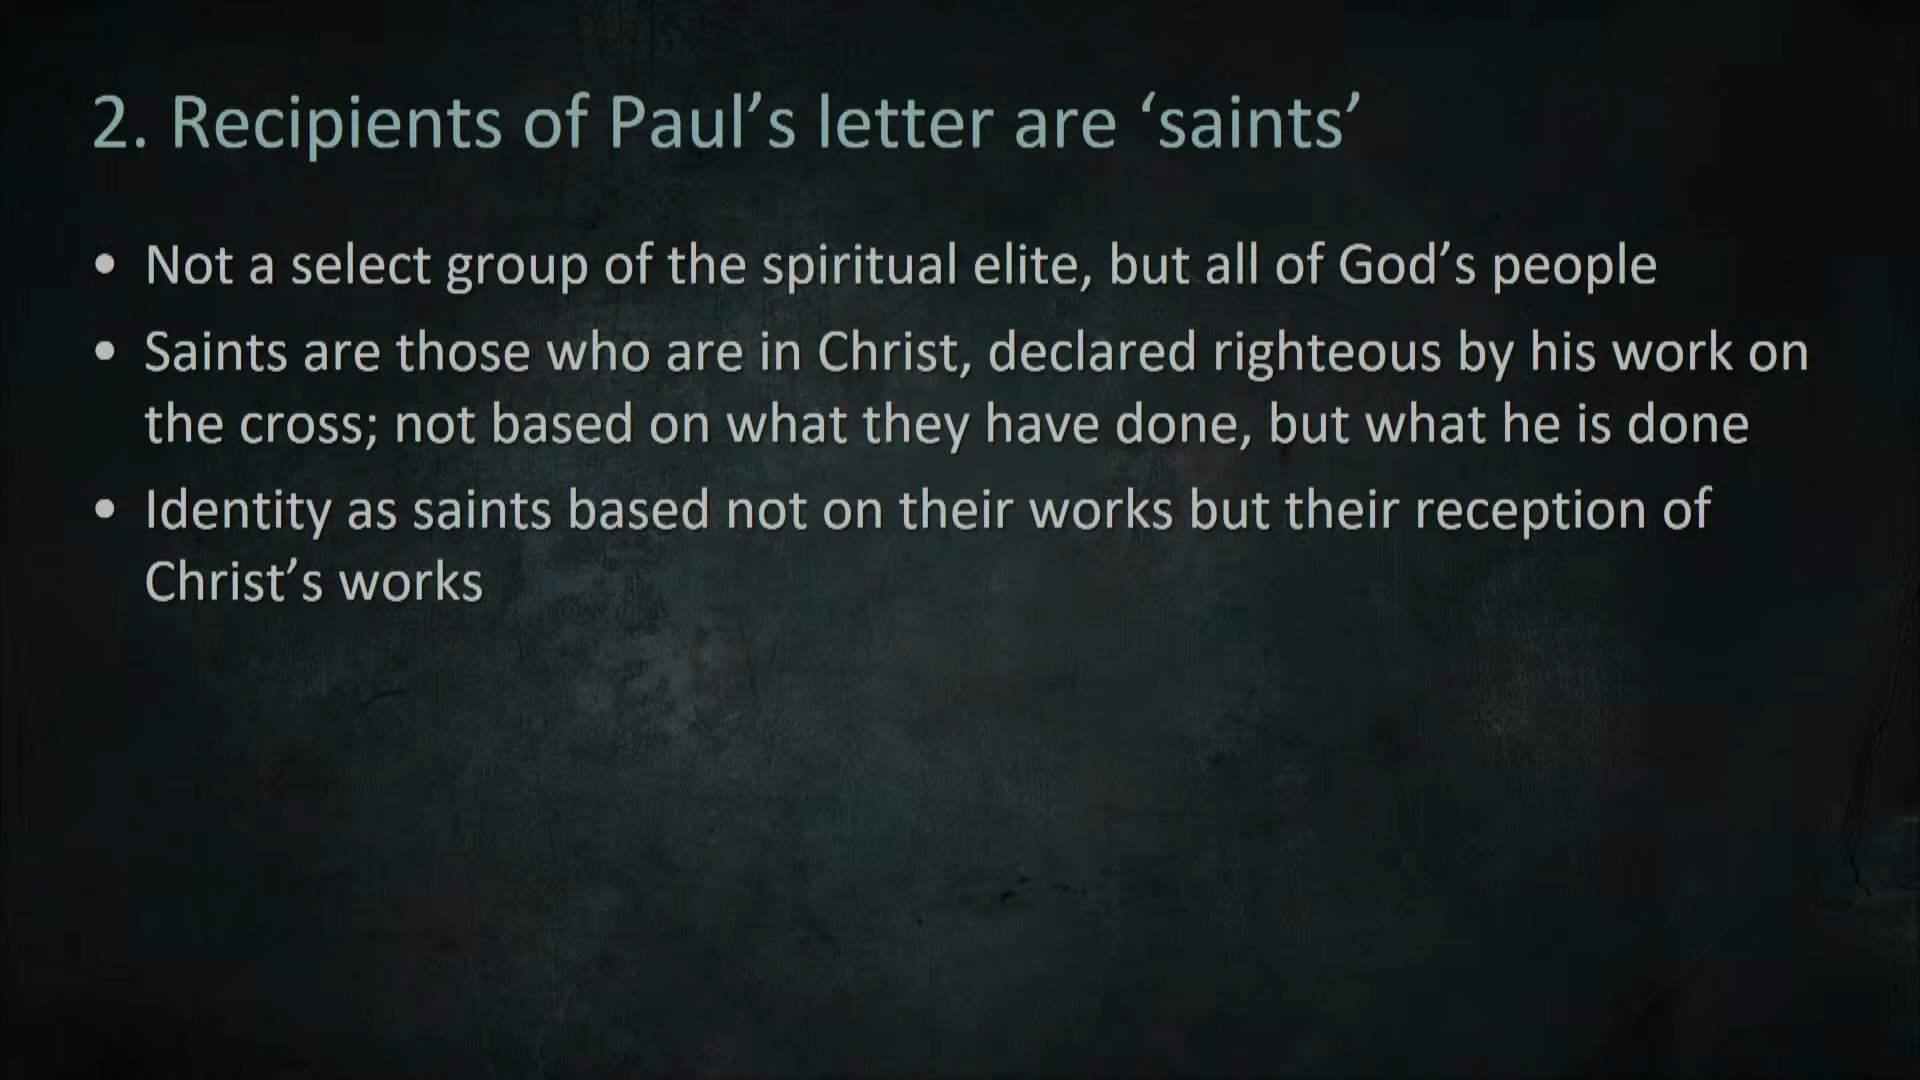 2. Recipients of Paul’s letter are ‘saints’
• Not a select group of the spiritual elite, but all of God’s people
• Saints are those who are in Christ, declared righteous by his work on
the cross; not based on what they have done, but what he is done
• Identity as saints based not on their works but their reception of
Christ’s works